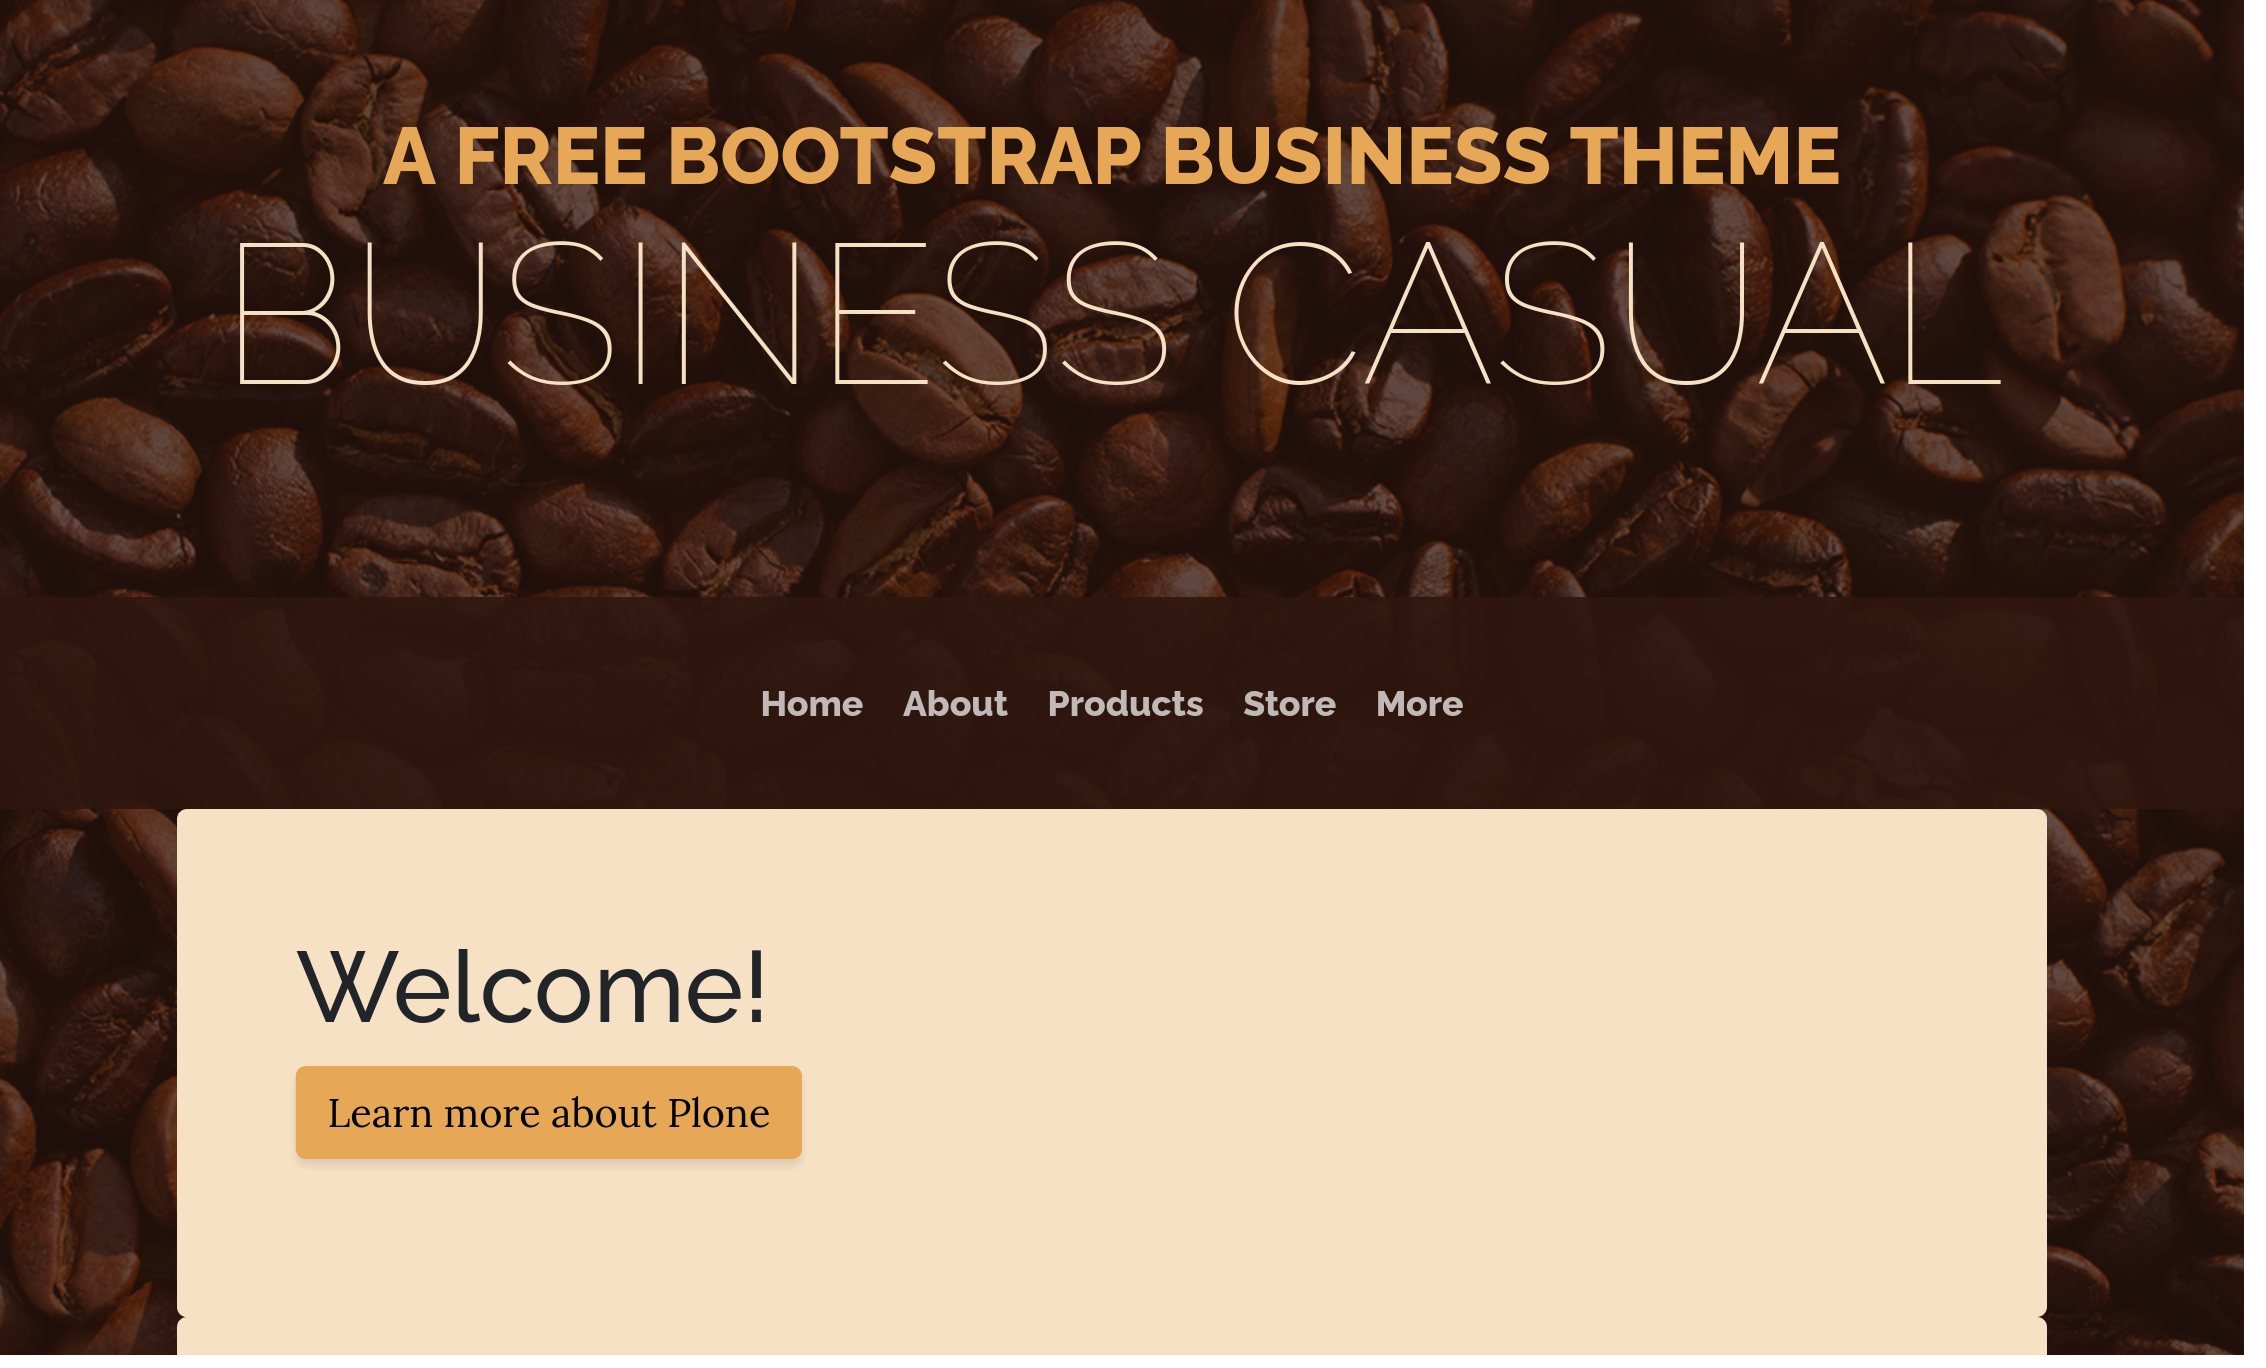 A FREE BOOTSTRAP BUSINESS THEME
BUSINESS CASUAL
Home About Products Store More
Welcome!
Learn more about Plone